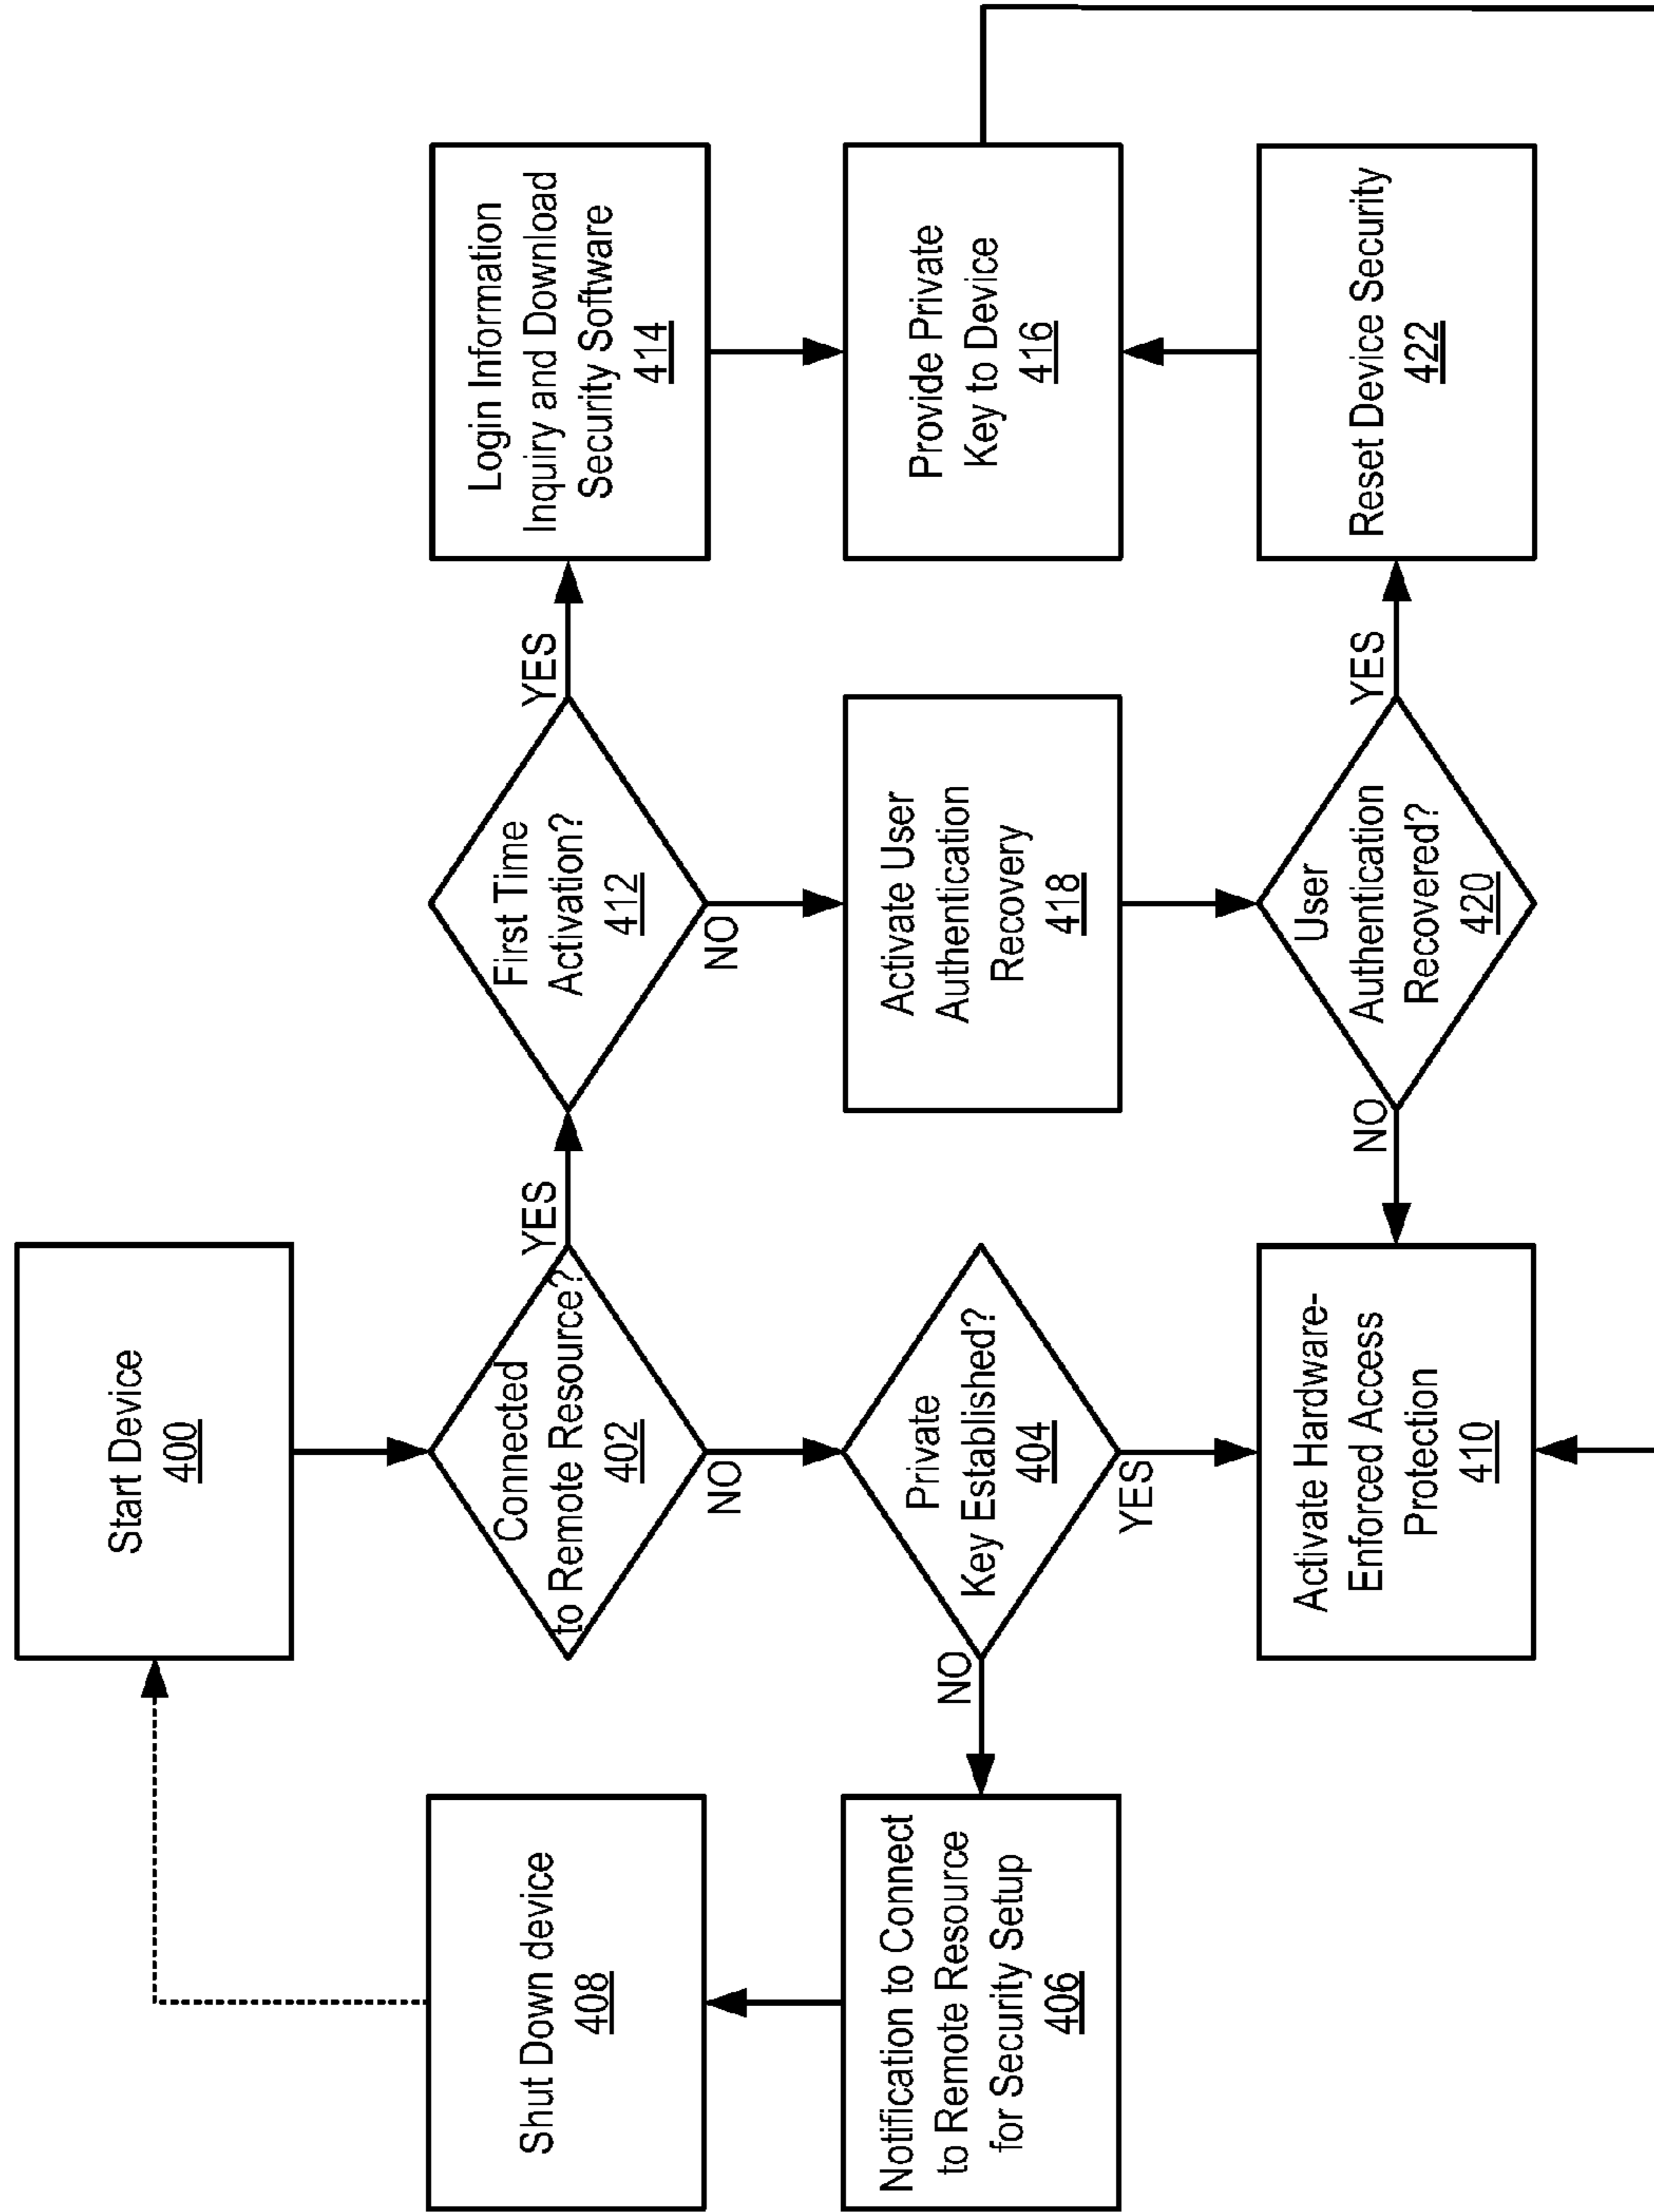 Start Device
400
Connected
to Remote Resource?
402
YES
NO
First Time
Activation?
412
YES
NO
Login Information
Inquiry and Download
Security Software
414
Shut Down device
408
Notification to Connect
to Remote Resource
for Security Setup
406
NO
Private
Key Established?
404
YES
Activate User
Authentication
Recovery
418
Provide Private
Key to Device
416
Activate Hardware-
Enforced Access
Protection
410
NO
User
Authentication
Recovered?
420
YES
Reset Device Security
422